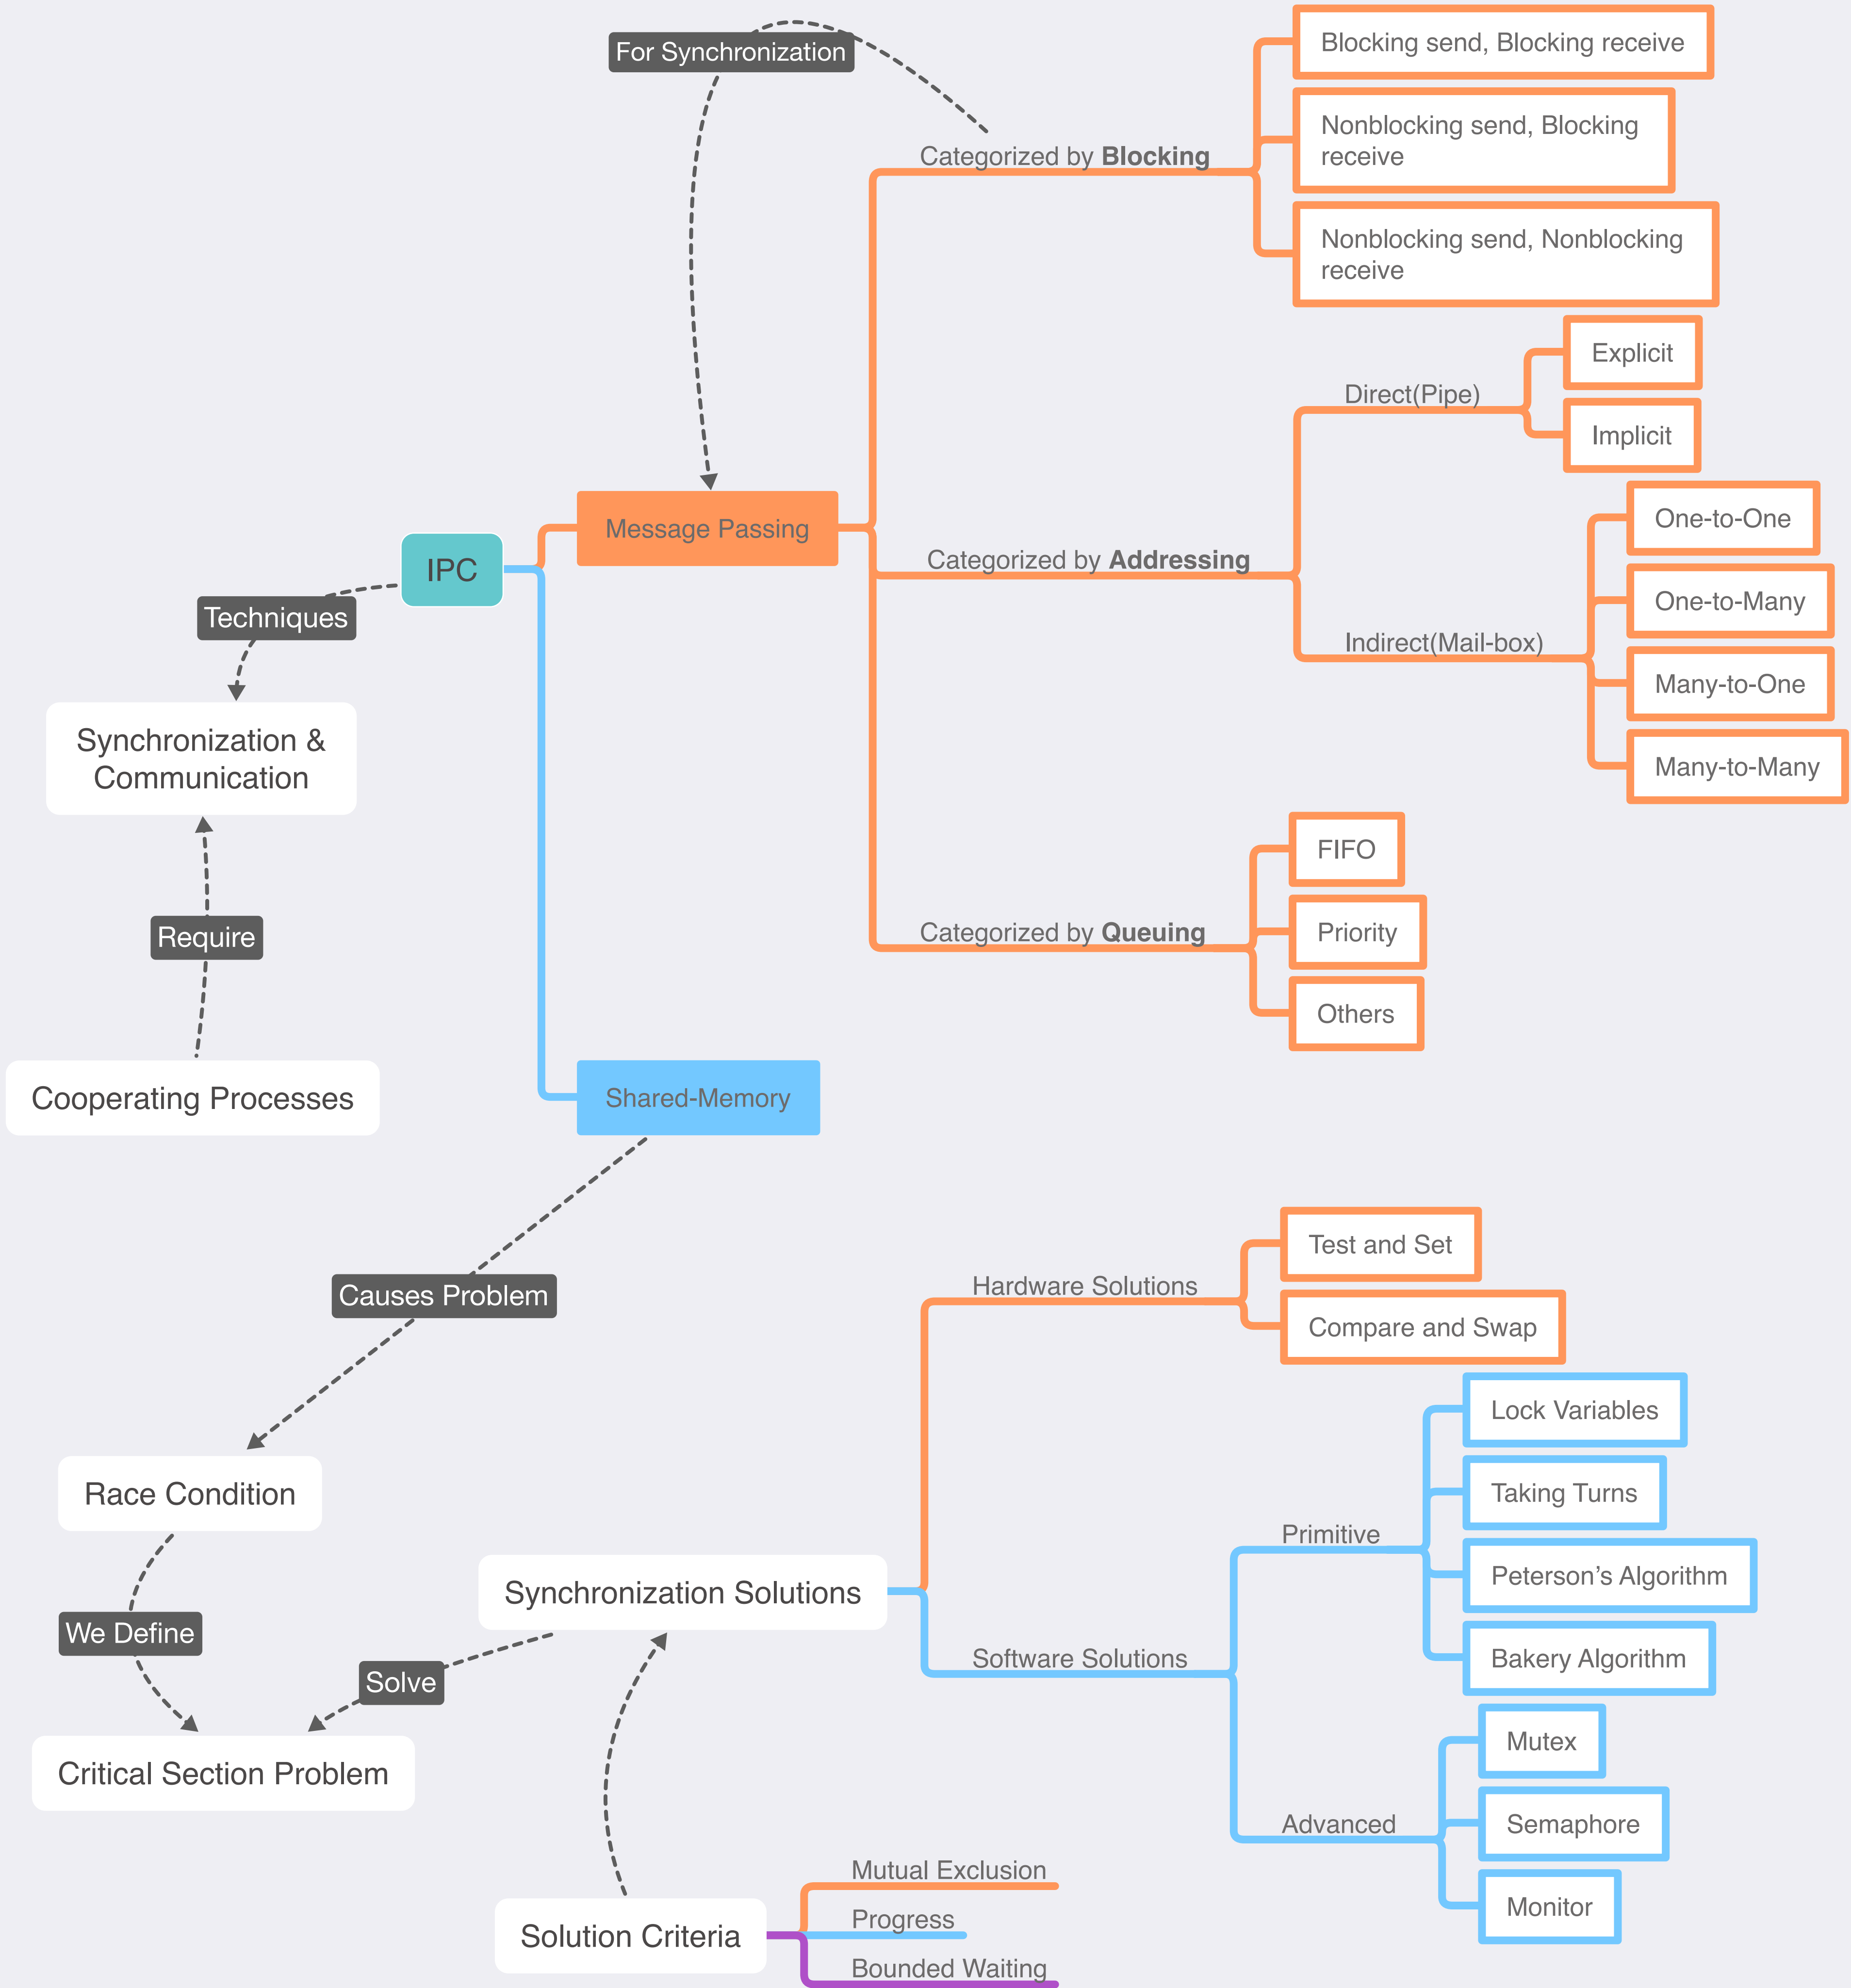 For Synchronization
Blocking send, Blocking receive
Nonblocking send, Blocking
receive
Categorized by Blocking
Nonblocking send, Nonblocking
receive
Explicit
Direct(Pipe)
Implicit
Message Passing
One-to-One
Categorized by Addressing
IPC
One-to-Many
Techniques
Indirect(Mail-box)
Many-to-One
Synchronization &
Communication
Many-to-Many
FIFO
Require
Categorized by Queuing
Priority
Others
Cooperating Processes
Shared-Memory
Test and Set
Causes Problem
Hardware Solutions
Compare and Swap
Lock Variables
Race Condition
Taking Turns
Primitive
Synchronization Solutions
Peterson’s Algorithm
We Define
Software Solutions
Bakery Algorithm
Solve
Mutex
Critical Section Problem
Semaphore
Advanced
Mutual Exclusion
Monitor
Progress
Solution Criteria
Bounded Waiting